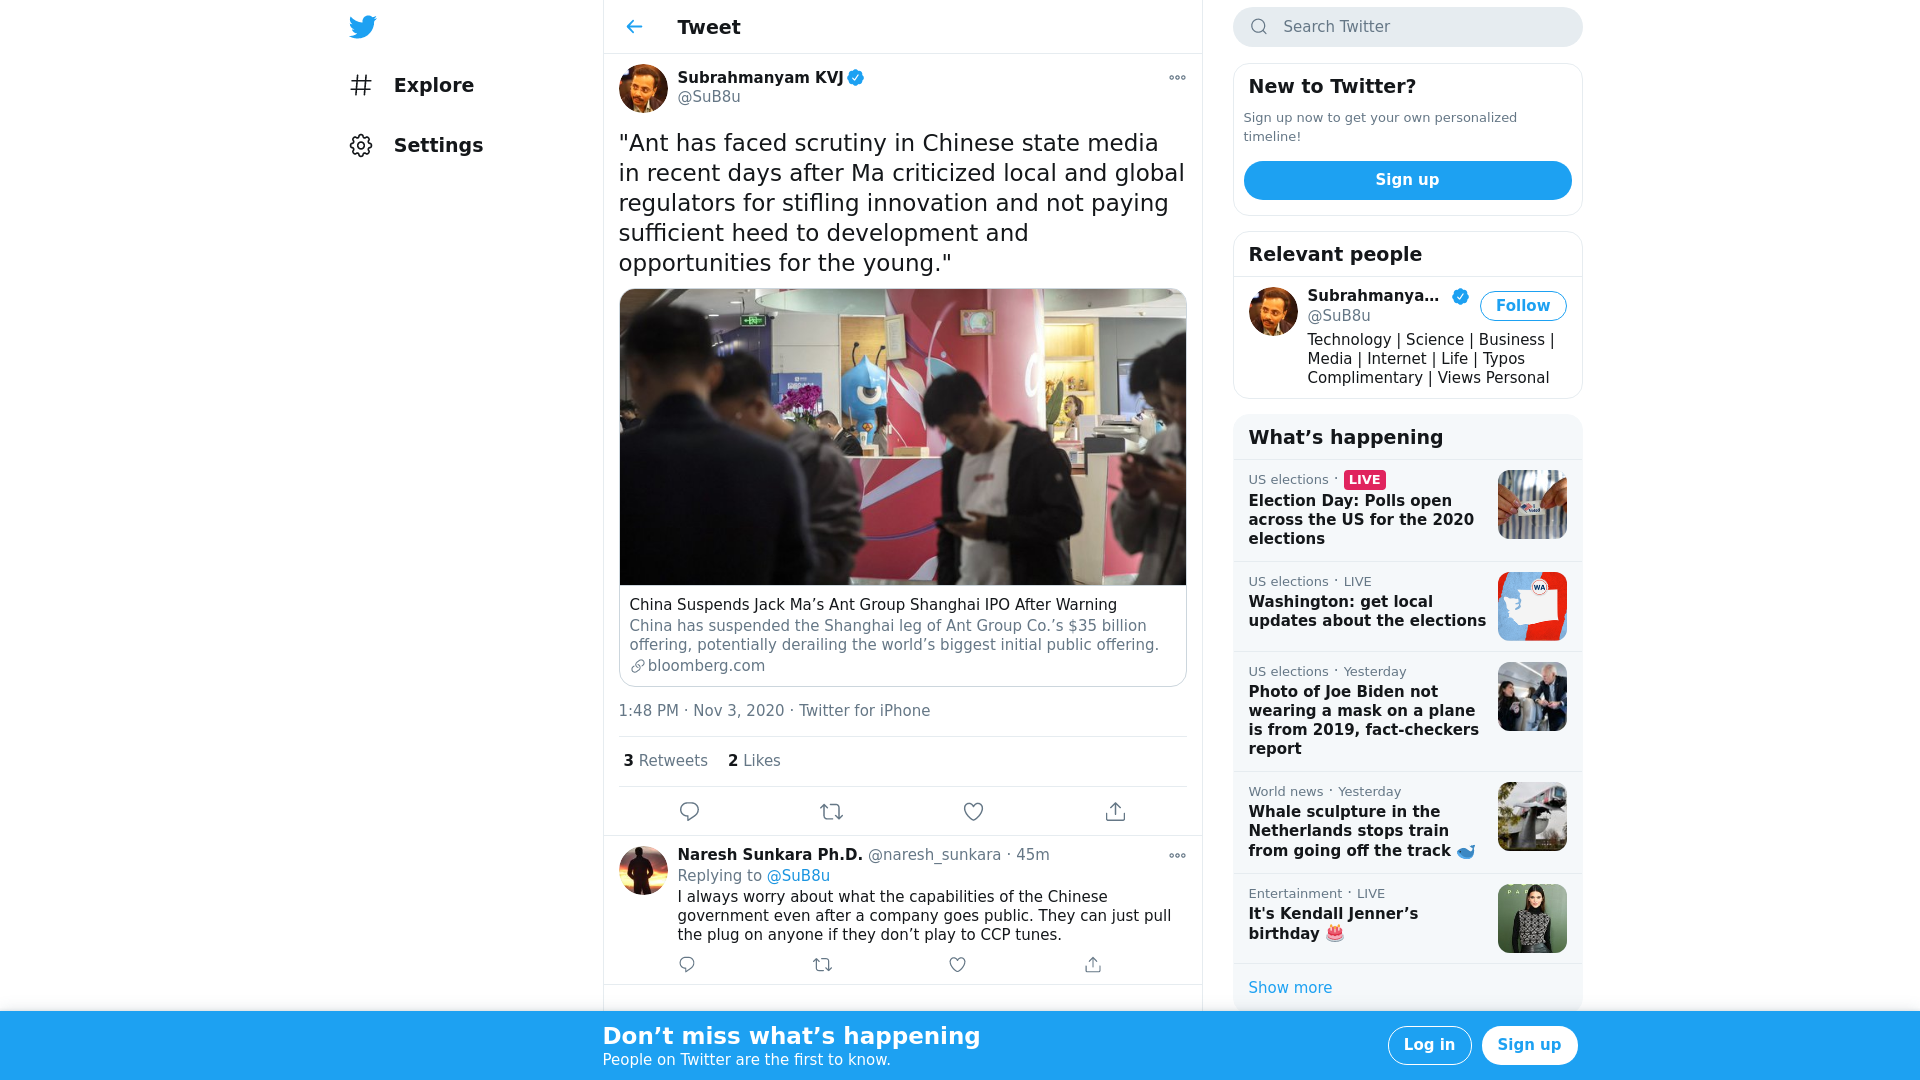 Explore
Settings
Tweet
Subrahmanyam KVJ
@SuB8u
"Ant has faced scrutiny in Chinese state media
in recent days after Ma criticized local and global
regulators for stifling innovation and not paying
sufficient heed to development and
opportunities for the young."
China Suspends Jack Ma’s Ant Group Shanghai IPO After Warning
China has suspended the Shanghai leg of Ant Group Co.’s $35 billion
offering, potentially derailing the world’s biggest initial public offering.
bloomberg.com
1:48 PM · Nov 3, 2020 · Twitter for iPhone
3 Retweets 2 Likes
Naresh Sunkara Ph.D. @naresh_sunkara · 45m
Replying to @SuB8u
I always worry about what the capabilities of the Chinese
government even after a company goes public. They can just pull
the plug on anyone if they don’t play to CCP tunes.
Search Twitter
New to Twitter?
Sign up now to get your own personalized
timeline!
Sign up
Relevant people
Subrahmanya...
@SuB8u
Follow
Technology | Science | Business |
Media | Internet | Life | Typos
Complimentary | Views Personal
What’s happening
US elections · LIVE
Election Day: Polls open
across the US for the 2020
elections
US elections · LIVE
Washington: get local
updates about the elections
WA
US elections · Yesterday
Photo of Joe Biden not
wearing a mask on a plane
is from 2019, fact-checkers
report
World news · Yesterday
Whale sculpture in the
Netherlands stops train
from going off the track 🐋
Entertainment · LIVE
It's Kendall Jenner’s
birthday 🎂
Show more
Don’t miss what’s happening
People on Twitter are the first to know.
Log in
Sign up